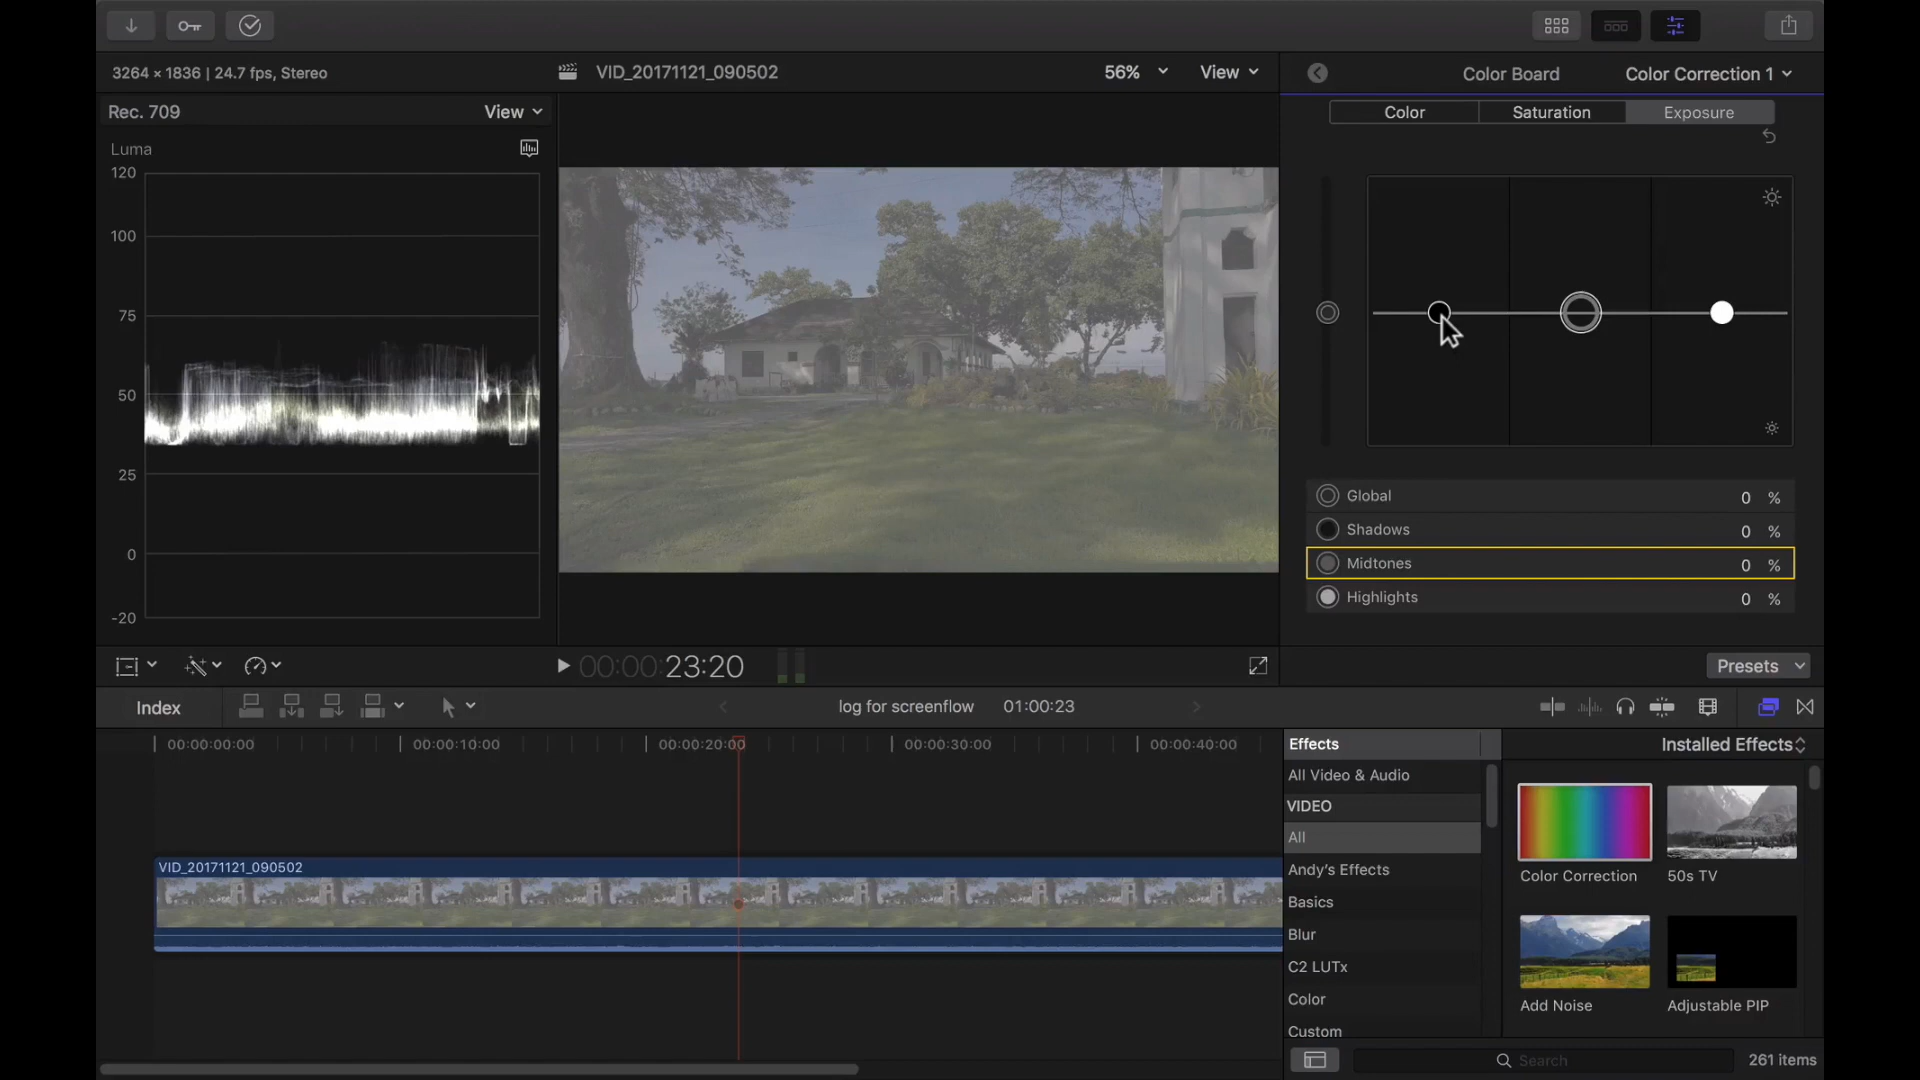 3264 × 1836 | 24.7 fps, Stereo
VID_20171121_090502
56%
View
Color Board
Color Correction 1
Rec. 709
View
Color
Saturation
Exposure
Luma
120
100
75
50
25
0
-20
Global
0 %
Shadows
0 %
Midtones
0 %
Highlights
0 %
00:00:23:20
Presets
Index
log for screenflow
01:00:23
00:00:00:00
00:00:10:00
00:00:20:00
00:00:30:00
00:00:40:00
Effects
Installed Effects
All Video & Audio
VIDEO
All
Andy's Effects
Basics
Blur
C2 LUTx
Color
Custom
VID_20171121_090502
Color Correction
50s TV
Add Noise
Adjustable PIP
Search
261 items